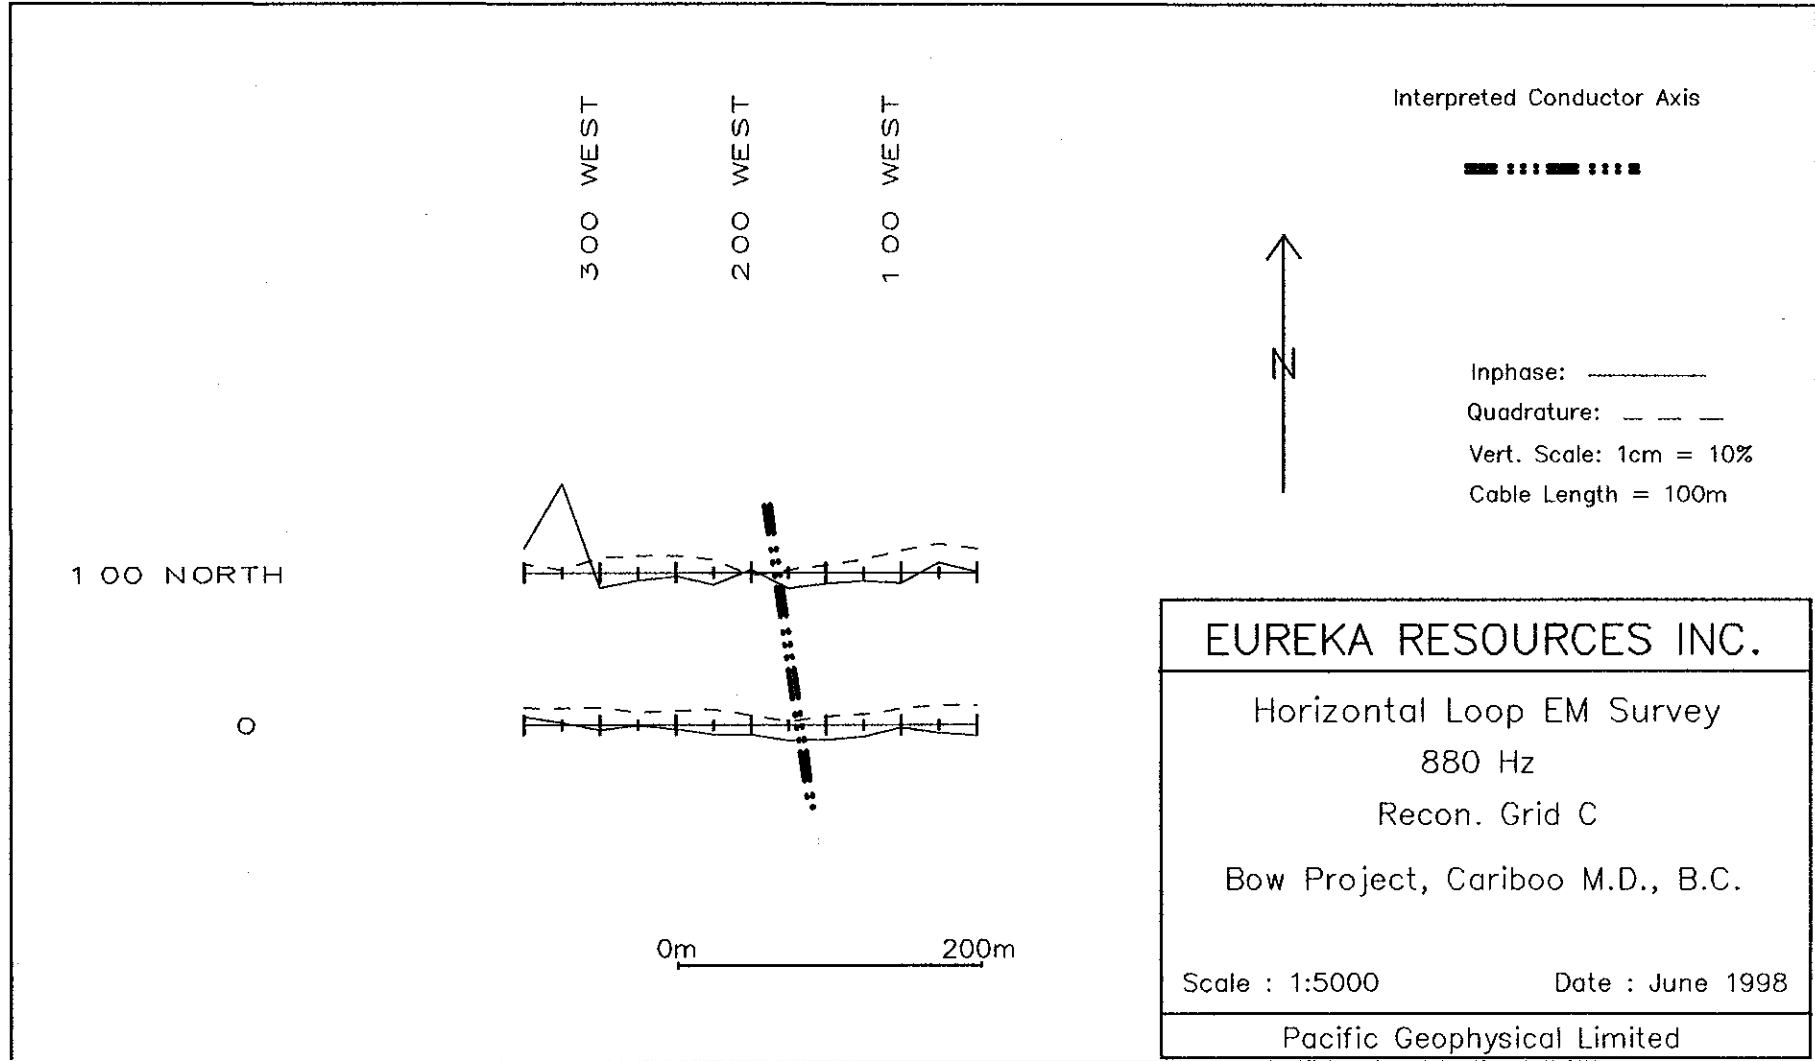 300 WEST
200 WEST
100 WEST
Interpreted Conductor Axis
N
Inphase:
Quadrature:
Vert. Scale: 1cm = 10%
Cable Length = 100m
100 NORTH
0
0m 200m
EUREKA RESOURCES INC.
Horizontal Loop EM Survey
880 Hz
Recon. Grid C
Bow Project, Cariboo M.D., B.C.
Scale : 1:5000 Date : June 1998
Pacific Geophysical Limited